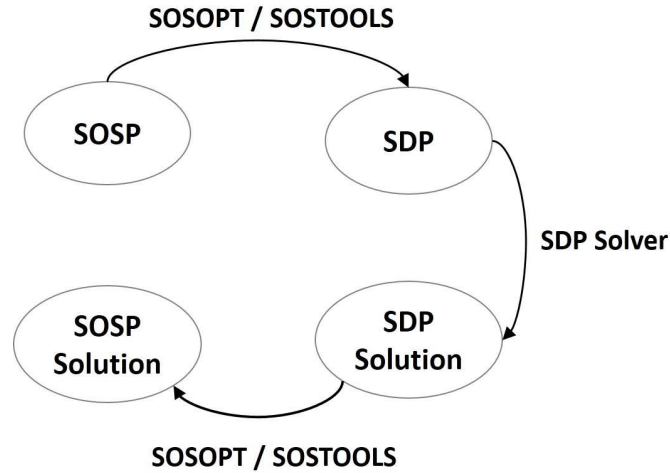 SOSOPT / SOSTOOLS
SOSP
SDP
SDP Solver
SOSP
Solution
SDP
Solution
SOSOPT / SOSTOOLS